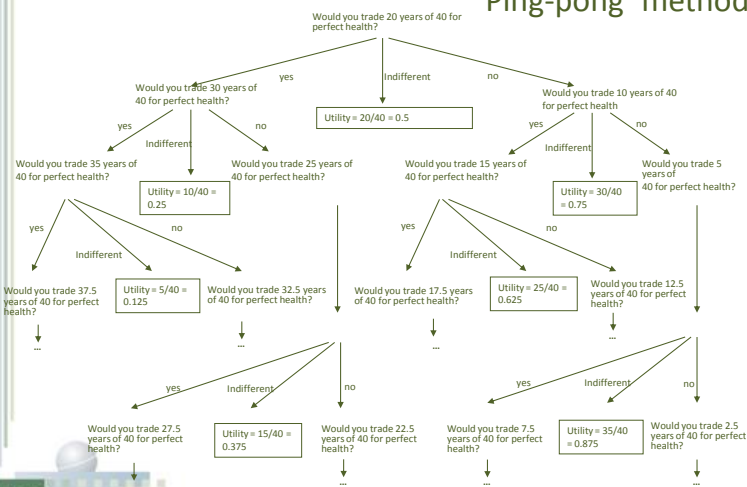 "Ping-pong" method
Would you trade 20 years of 40 for
perfect health?
yes
Indifferent
no
Would you trade 30 years of
40 for perfect health?
Utility = 20/40 = 0.5
Would you trade 10 years of 40
for perfect health
yes
Indifferent
no
yes
Indifferent
no
Would you trade 35 years of
40 for perfect health?
Utility = 10/40 =
0.25
Would you trade 25 years of
40 for perfect health?
Would you trade 15 years of
40 for perfect health?
Utility = 30/40
= 0.75
Would you trade 5
years of
40 for perfect health?
yes
Indifferent
no
yes
Indifferent
no
Would you trade 37.5
years of 40 for perfect
health?
Utility = 5/40 =
0.125
Would you trade 32.5 years
of 40 for perfect health?
Would you trade 17.5 years
of 40 for perfect health?
Utility = 25/40 =
0.625
Would you trade 12.5
years of 40 for perfect
health?
...
...
...
...
yes
Indifferent
no
yes
Indifferent
no
Would you trade 27.5
years of 40 for perfect
health?
Utility = 15/40 =
0.375
Would you trade 22.5
years of 40 for perfect
health?
Would you trade 7.5
years of 40 for perfect
health?
Utility = 35/40
= 0.875
Would you trade 2.5
years of 40 for perfect
health?
...
...
...